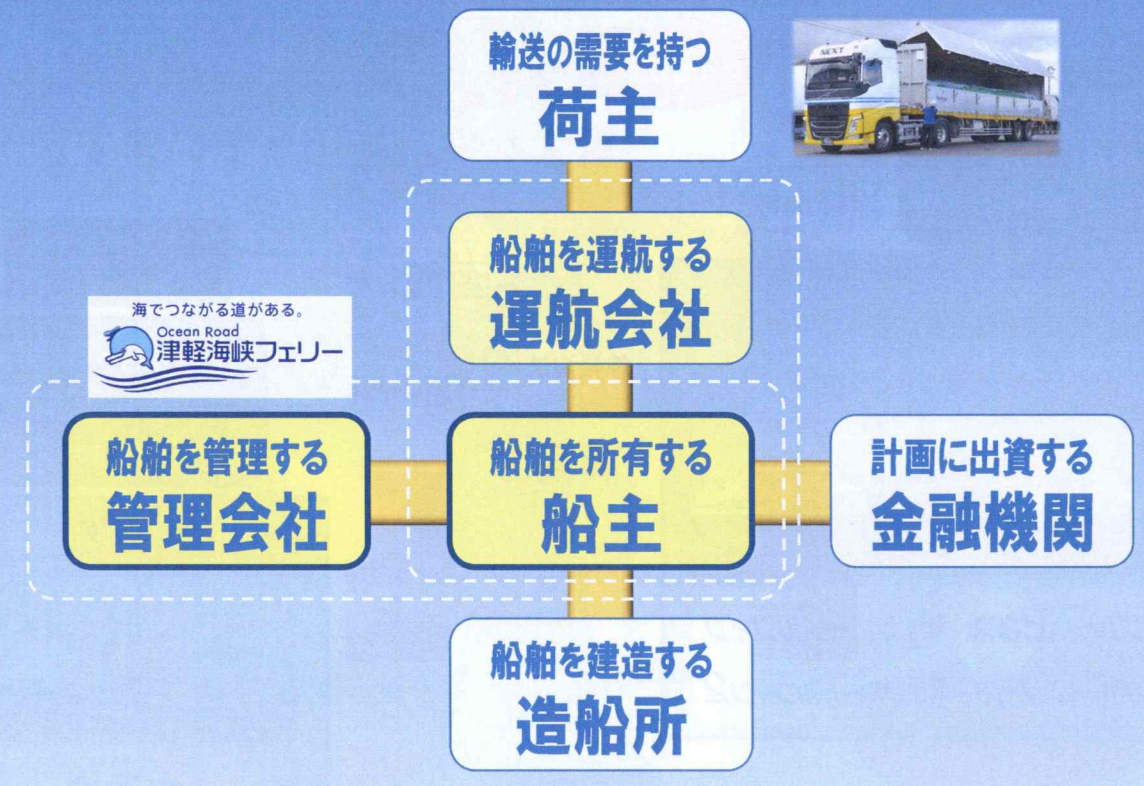 輸送の需要を持つ
荷主
NEXT
船舶を運航する
運航会社
海でつながる道がある。
Ocean Road
津軽海峡フェリー
船舶を管理する
管理会社
船舶を所有する
船主
計画に出資する
金融機関
船舶を建造する
造船所